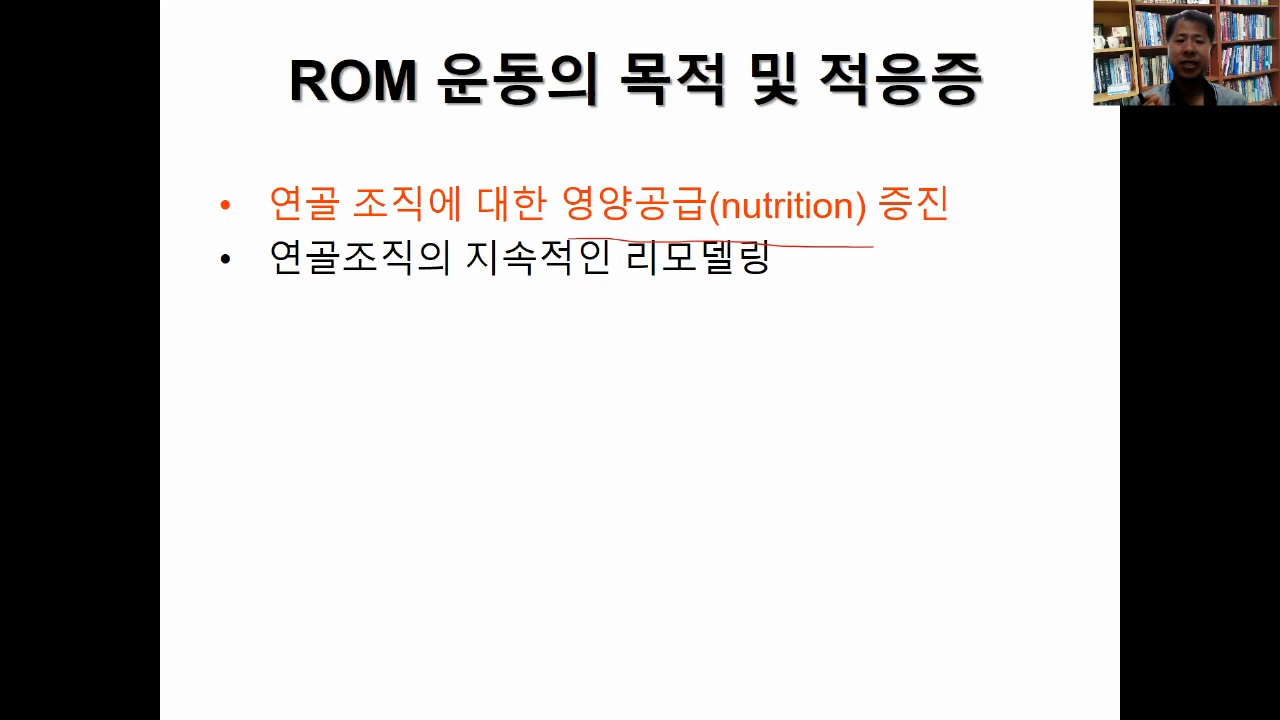 ROM 운동의 목적 및 적응증
• 연골 조직에 대한 영양공급(nutrition) 증진
• 연골조직의 지속적인 리모델링